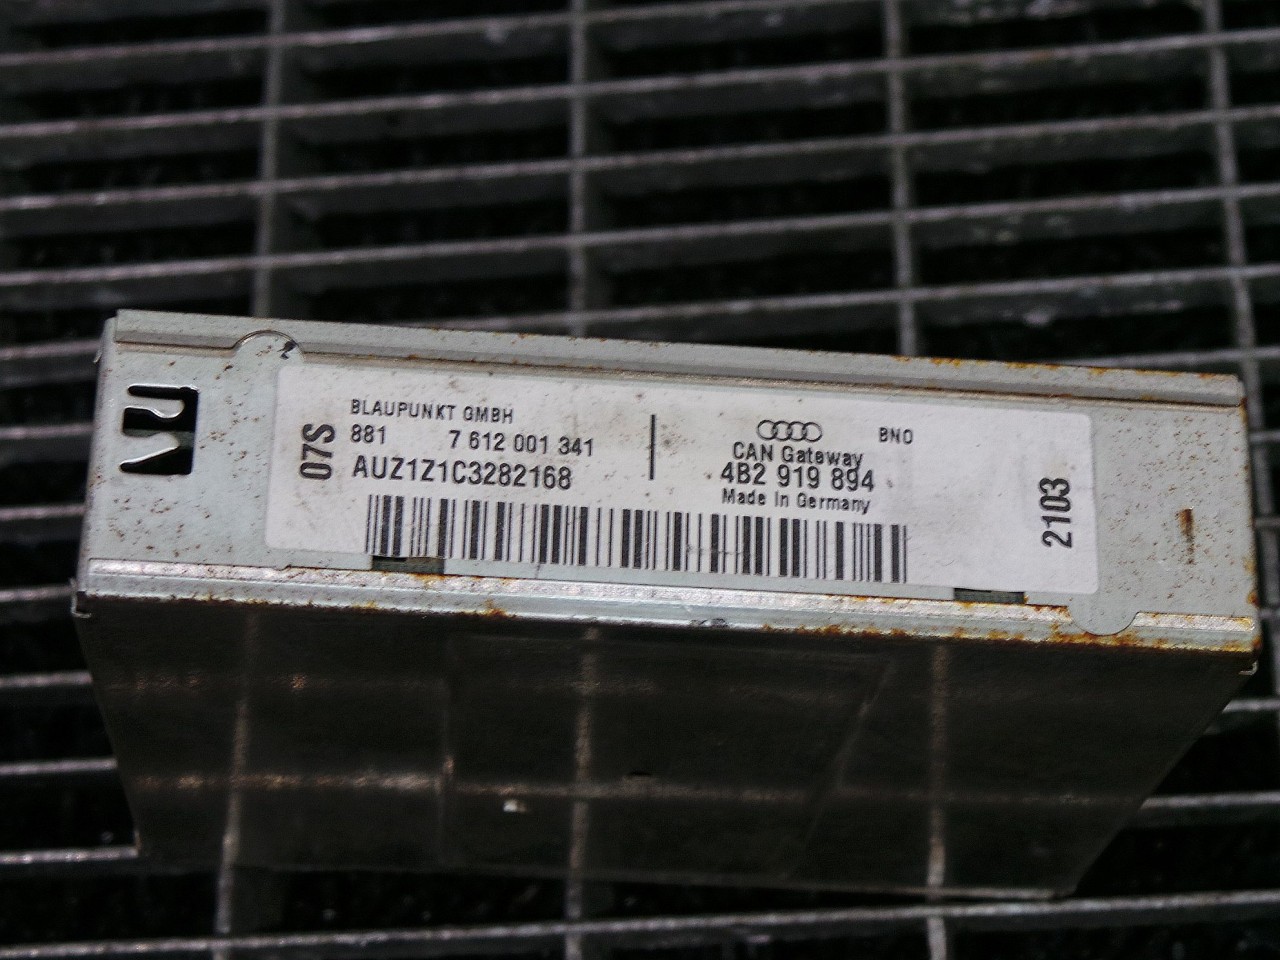 07S
BLAUPUNKT GMBH
881 7 612 001 341
AUZ1Z1C3282168
BNO
CAN Gateway
4B2 919 894
Made In Germany
2103